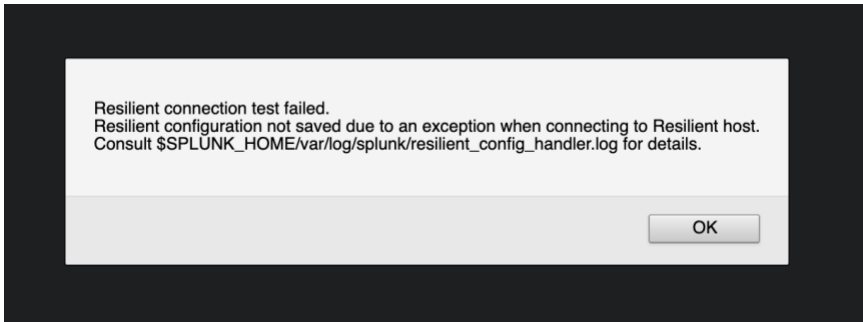 Resilient connection test failed.
Resilient configuration not saved due to an exception when connecting to Resilient host.
Consult $SPLUNK_HOME/var/log/splunk/resilient_config_handler.log for details.
OK